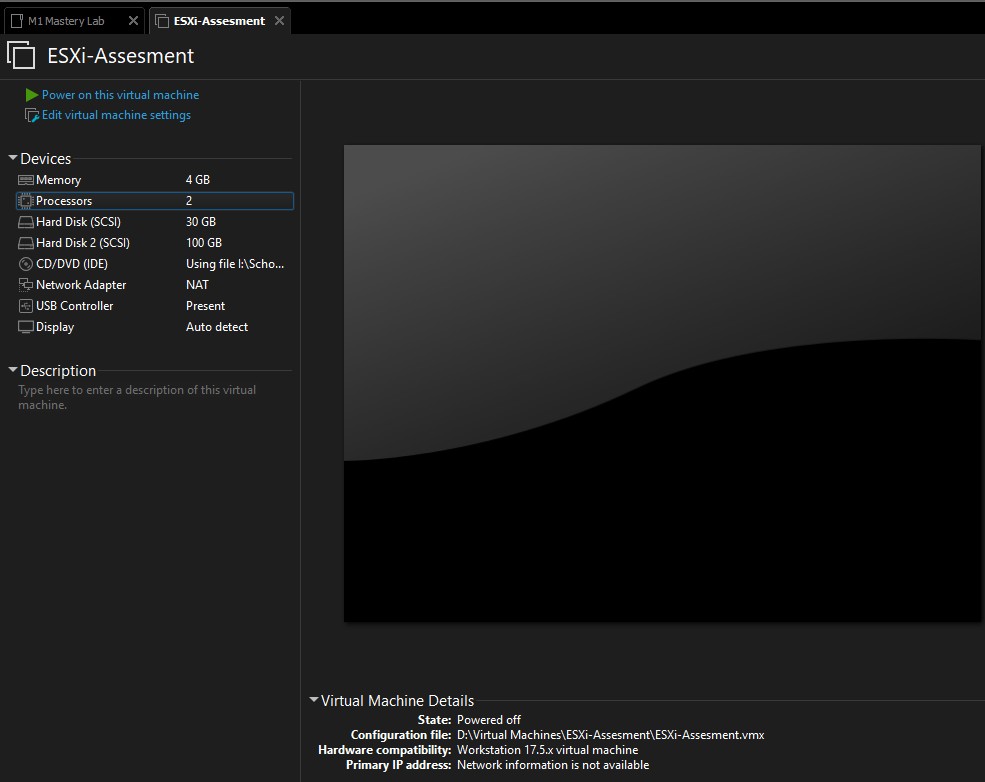 M1 Mastery Lab
ESXi-Assesment
ESXi-Assesment
Power on this virtual machine
Edit virtual machine settings
Devices
Memory 4 GB
Processors 2
Hard Disk (SCSI) 30 GB
Hard Disk 2 (SCSI) 100 GB
CD/DVD (IDE) Using file I:\Scho...
Network Adapter NAT
USB Controller Present
Display Auto detect
Description
Type here to enter a description of this virtual
machine.
Virtual Machine Details
State: Powered off
Configuration file: D:\Virtual Machines\ESXi-Assesment\ESXi-Assesment.vmx
Hardware compatibility: Workstation 17.5.x virtual machine
Primary IP address: Network information is not available